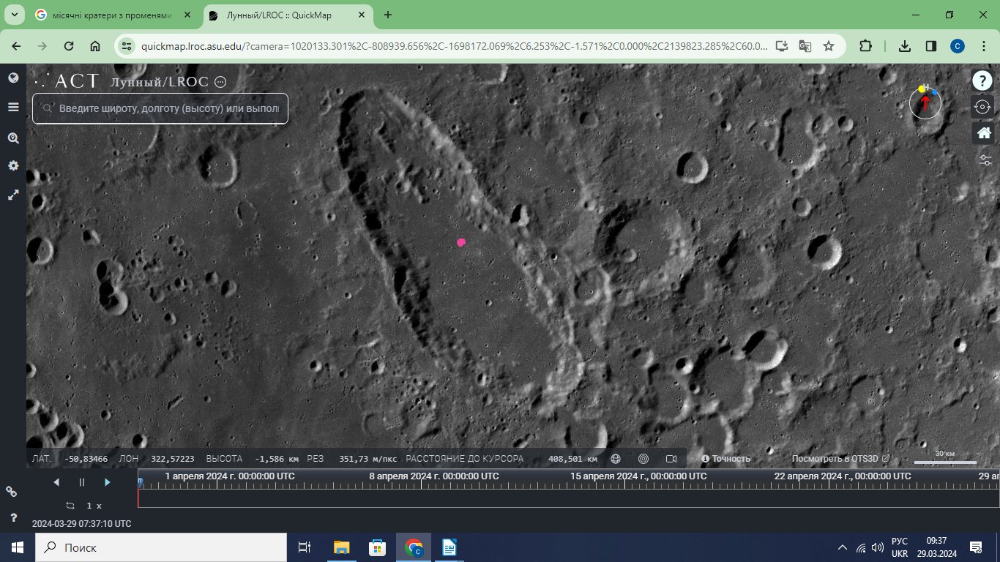 місячні кратери з променями
Лунный/LROC :: QuickMap
quickmap.lroc.asu.edu/?camera=1020133.301%2C-808939.656%2C-1698172.069%2C6.253%2C-1.571%2C0.000%2C2139823.285%2C60.0...
C
ACT Лунный/LROC
Введите широту, долготу (высоту) или выполн
?
ЛАТ. -50,83466 ЛОН 322,57223 ВЫСОТА -1,586 км РЕЗ 351,73 м/пкс РАССТОЯНИЕ ДО КУРСОРА 408,501 км Точность Посмотреть в QTS3D 30 км
1 апреля 2024 г. 00:00:00 UTC 8 апреля 2024 г. 00:00:00 UTC 15 апреля 2024 г., 00:00:00 UTC 22 апреля 2024 г., 00:00:00 UTC 29 ап
1 x
?
2024-03-29 07:37:10 UTC
Поиск
C
РУС 09:37
UKR 29.03.2024